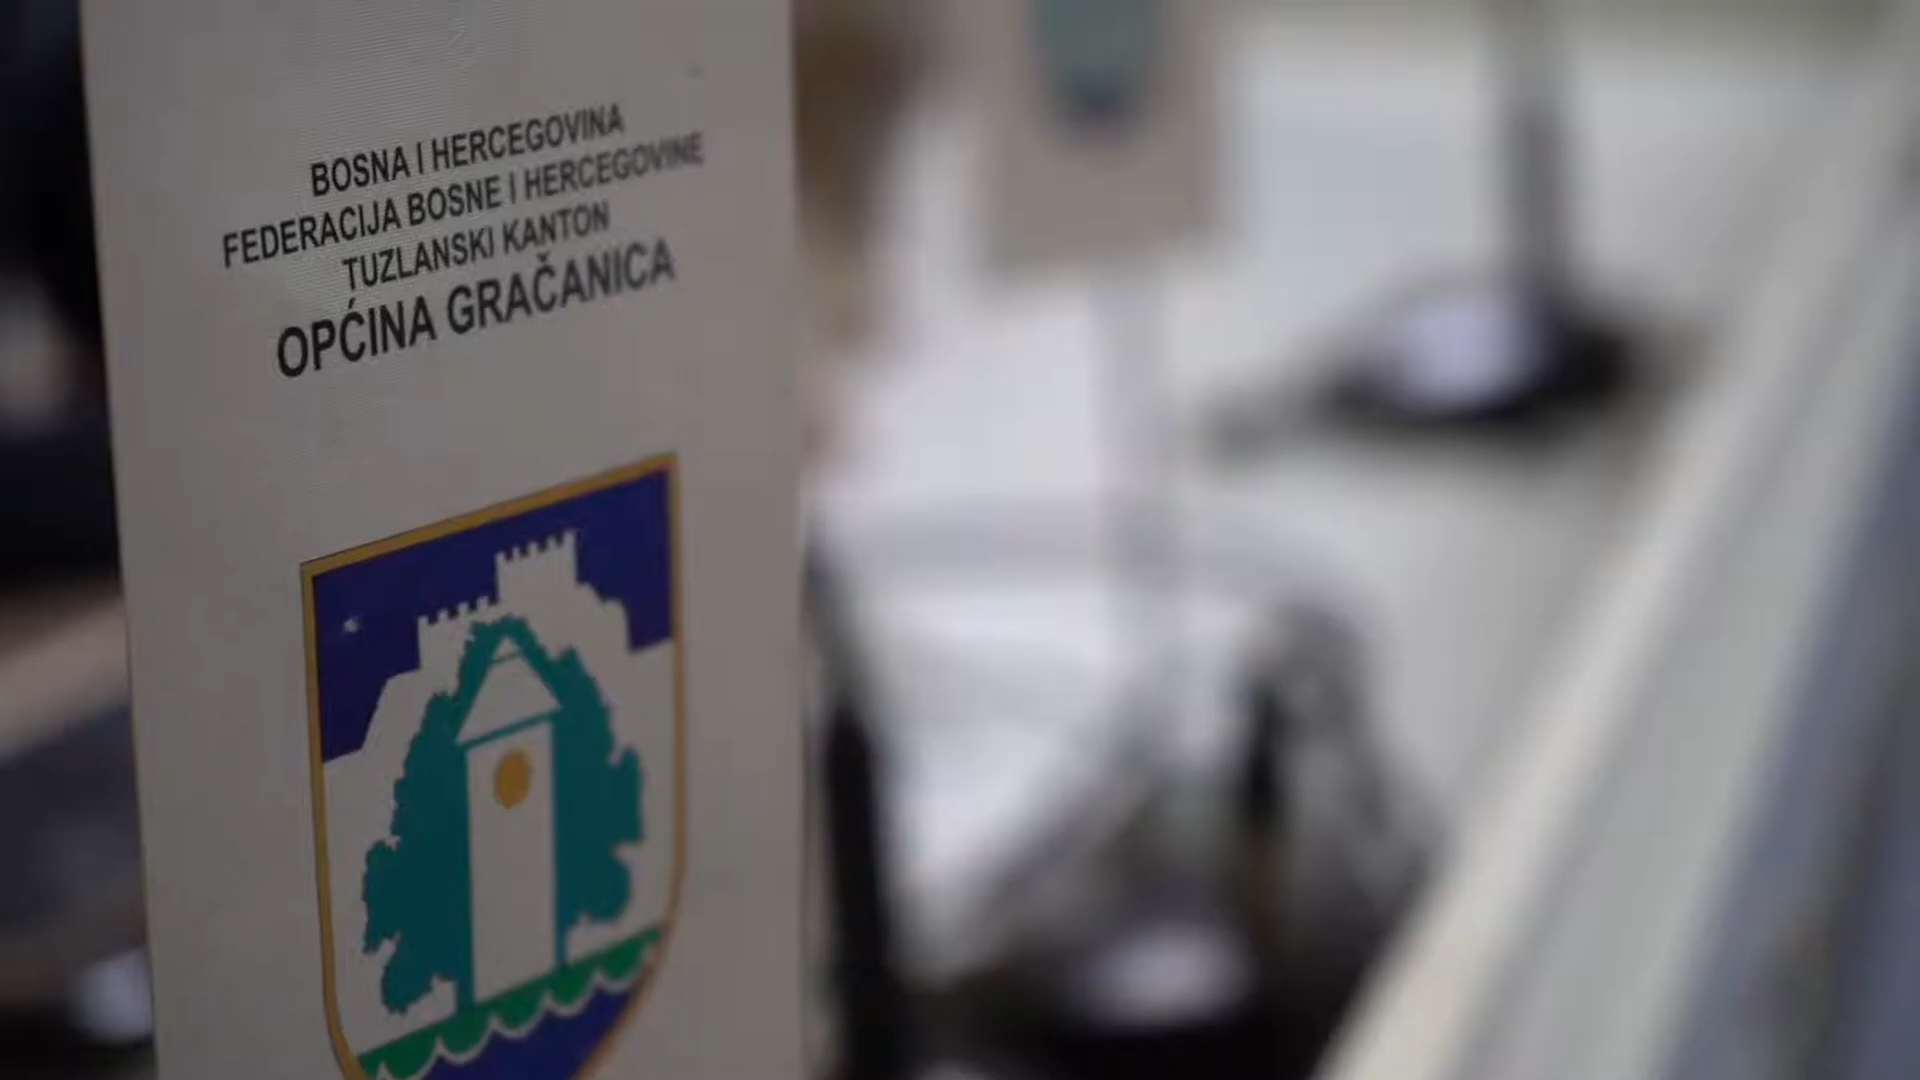 BOSNA I HERCEGOVINA
FEDERACIJA BOSNE I HERCEGOVINE
TUZLANSKI KANTON
OPĆINA GRAČANICA